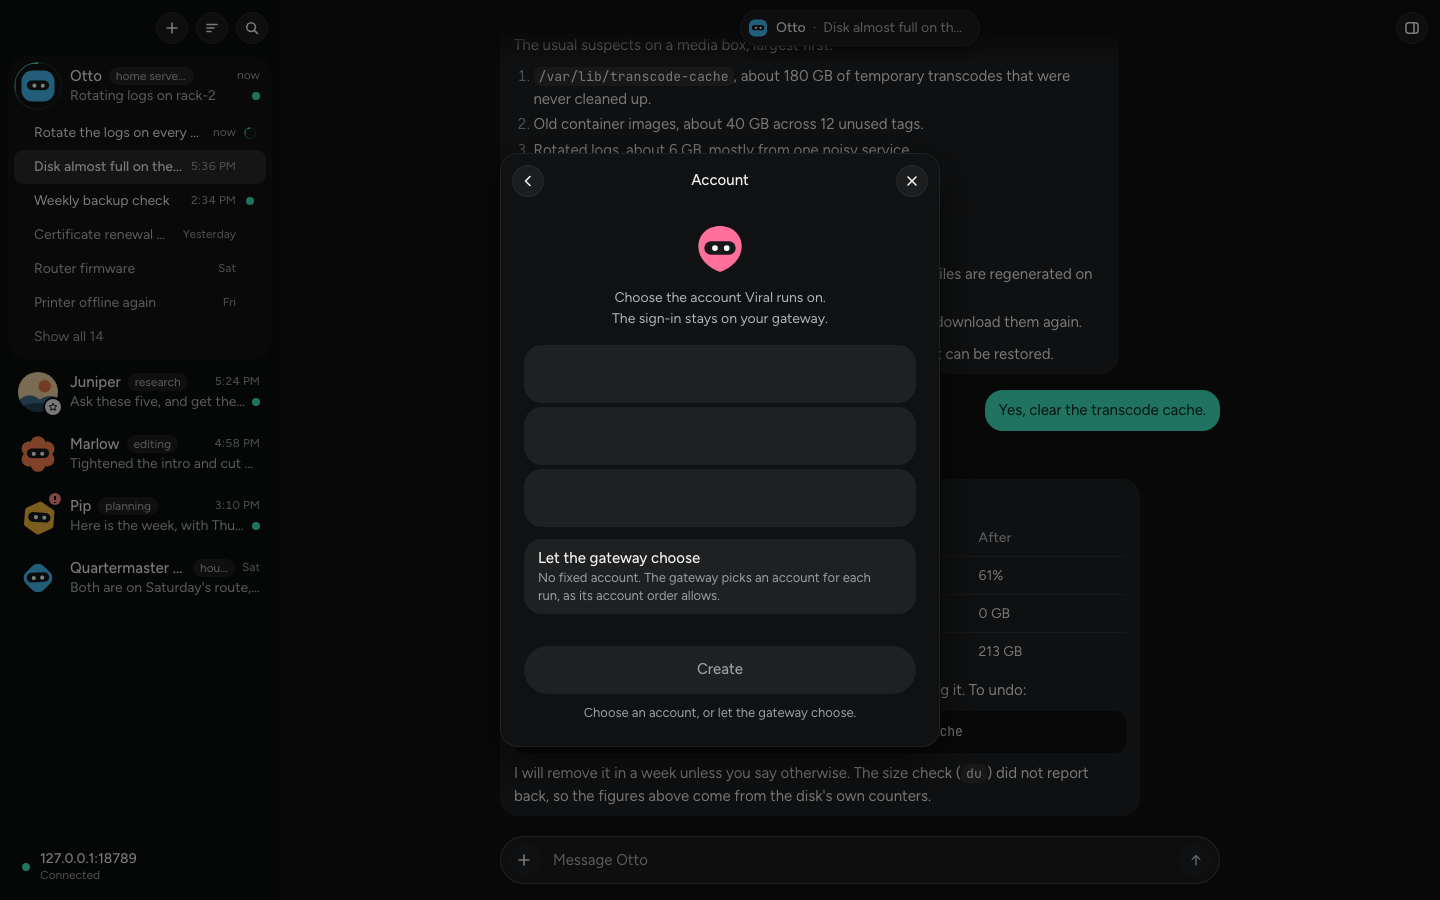 Otto home serve... now
Rotating logs on rack-2
Rotate the logs on every ... now
Disk almost full on the... 5:36 PM
Weekly backup check 2:34 PM
Certificate renewal ... Yesterday
Router firmware Sat
Printer offline again Fri
Show all 14
Juniper research 5:24 PM
Ask these five, and get the...
Marlow editing 4:58 PM
Tightened the intro and cut ...
Pip planning 3:10 PM
Here is the week, with Thu...
Quartermaster ... hou... Sat
Both are on Saturday's route,...
127.0.0.1:18789
Connected
Otto · Disk almost full on th...
The usual suspects on a media box, largest first:
1. /var/lib/transcode-cache, about 180 GB of temporary transcodes that were
never cleaned up.
2. Old container images, about 40 GB across 12 unused tags.
3. Rotated logs, about 6 GB, mostly from one noisy service.
iles are regenerated on
download them again.
can be restored.
Yes, clear the transcode cache.
After
61%
0 GB
213 GB
g it. To undo:
che
I will remove it in a week unless you say otherwise. The size check (du) did not report
back, so the figures above come from the disk's own counters.
Message Otto
Account
Choose the account Viral runs on.
The sign-in stays on your gateway.
Let the gateway choose
No fixed account. The gateway picks an account for each
run, as its account order allows.
Create
Choose an account, or let the gateway choose.